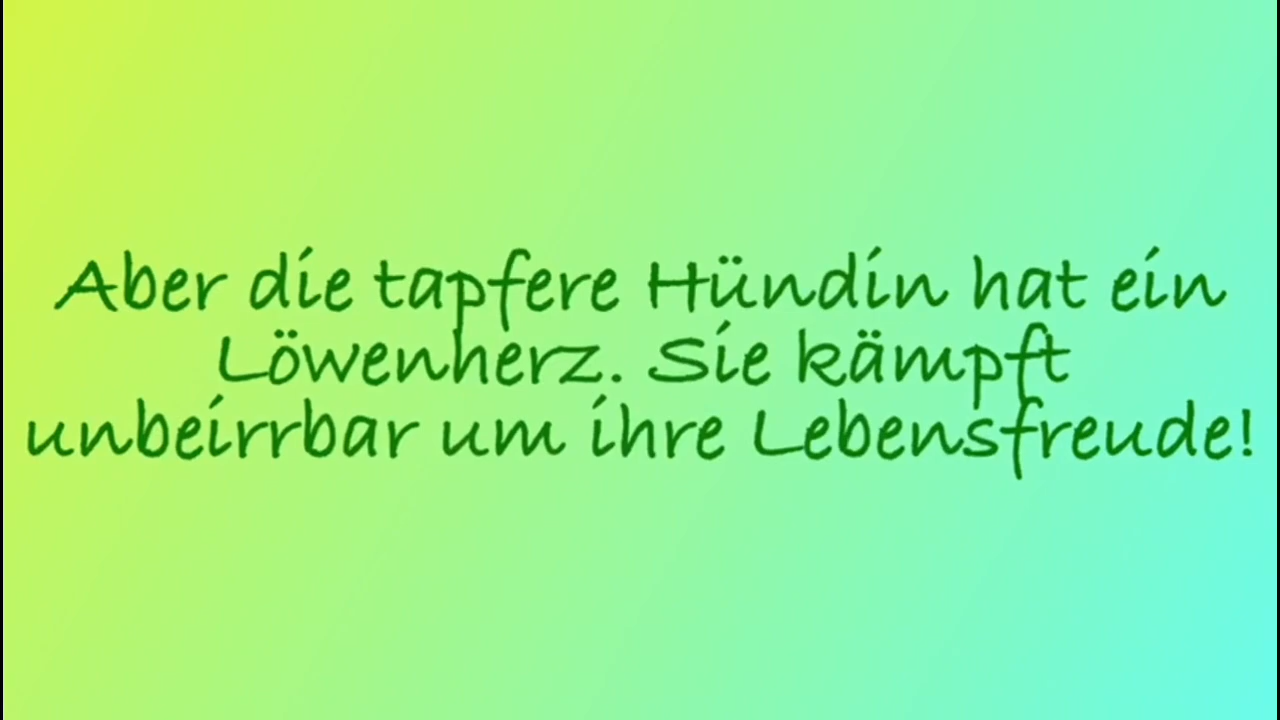 Aber die tapfere Hündin hat ein
Löwenherz. Sie kämpft
unbeirrbar um ihre Lebensfreude!